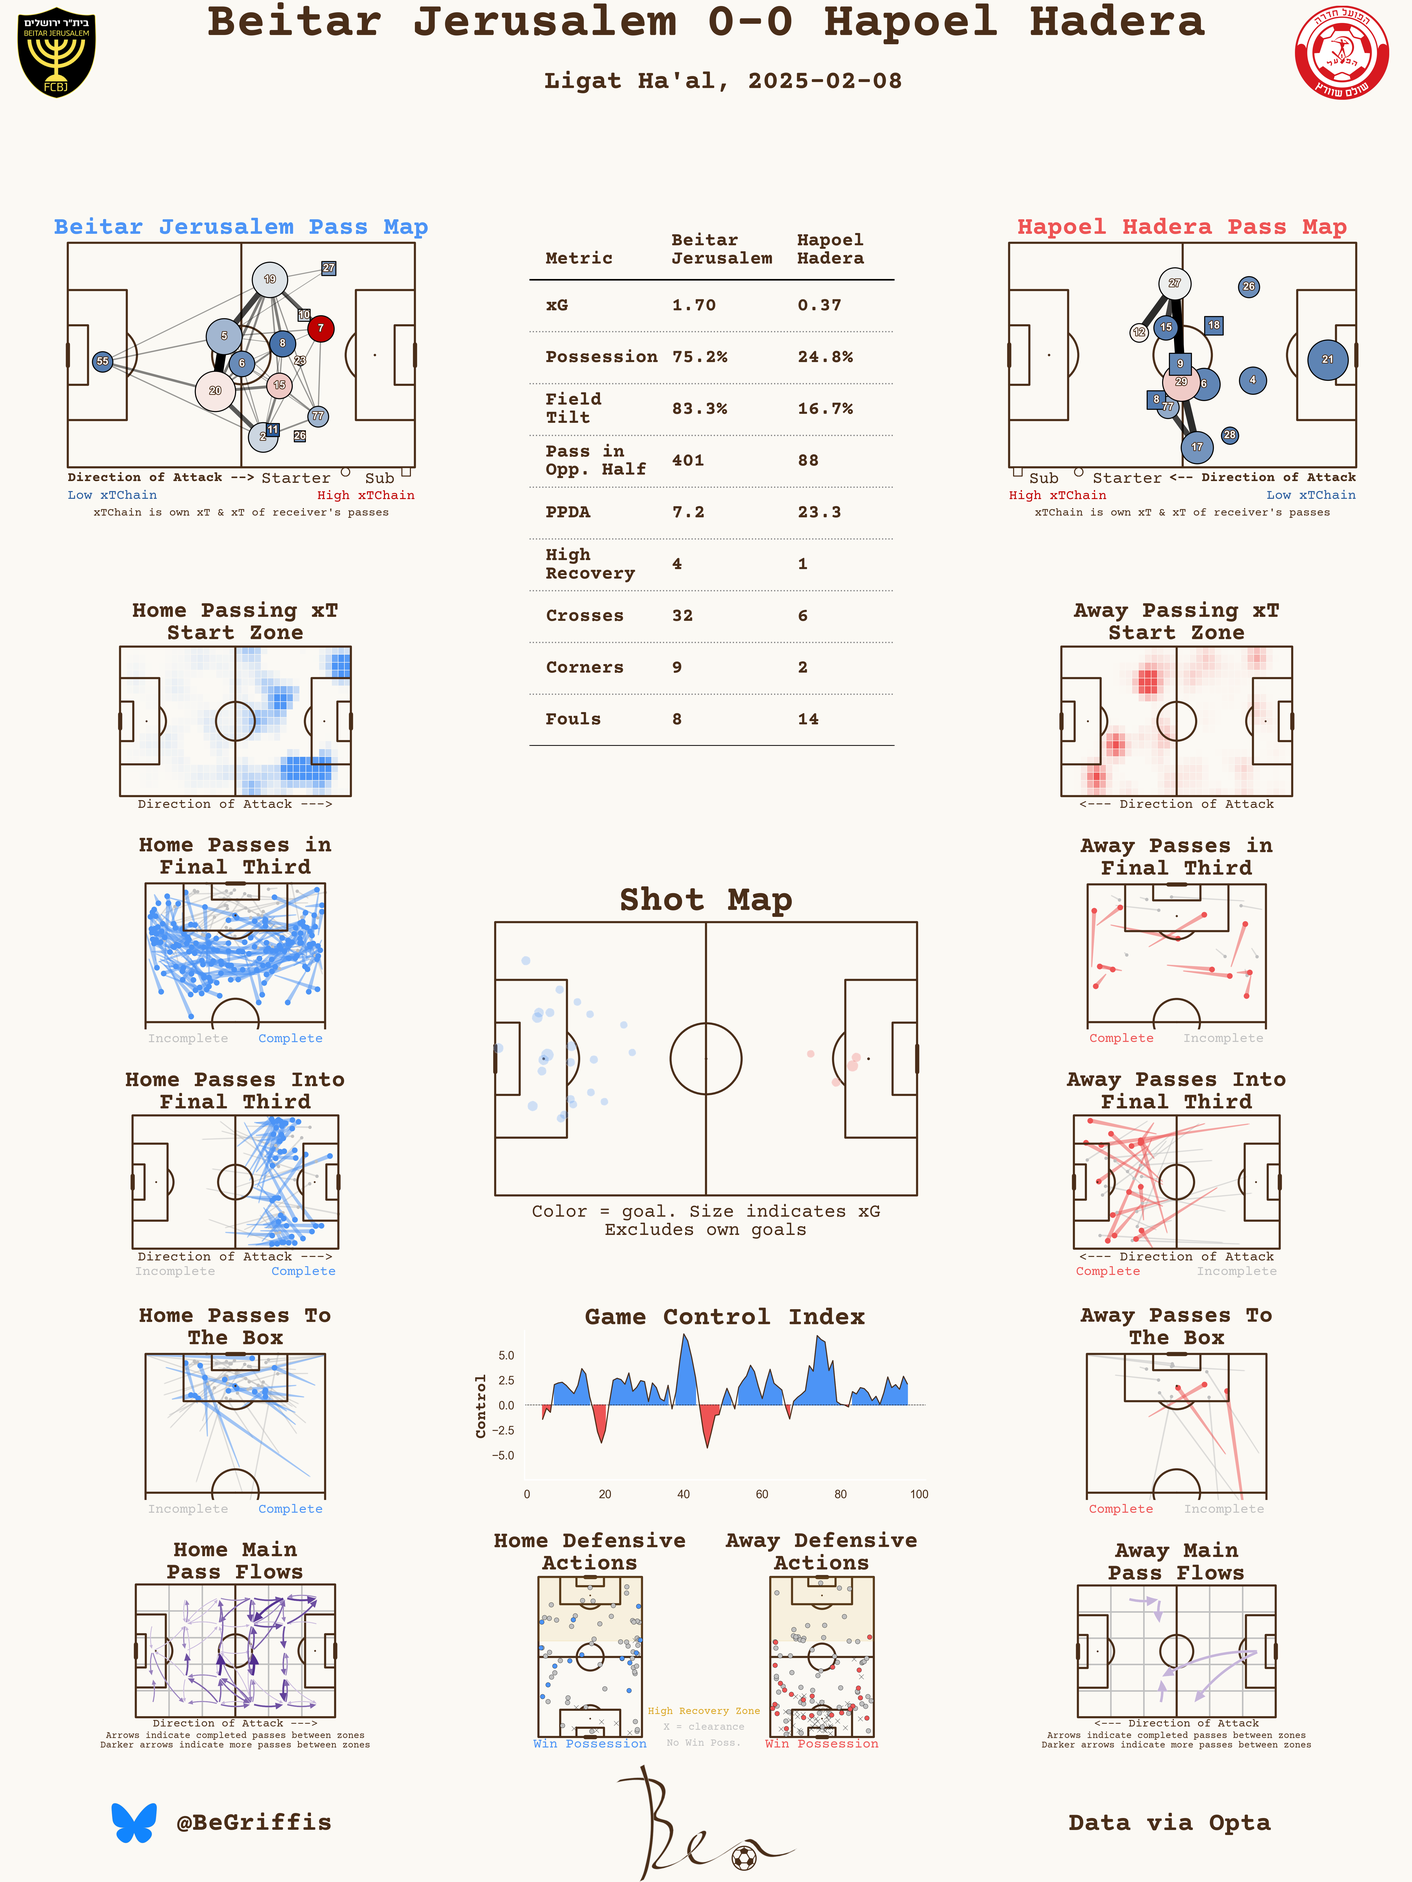 Beitar Jerusalem 0-0 Hapoel Hadera
Ligat Ha'al, 2025-02-08
בית"ר ירושלים
BEITAR JERUSALEM
FCBJ
הפועל חדרה
הפועל
שולם שוורץ
Beitar Jerusalem Pass Map
27
19
10
7
5
8
6
23
55
20
15
77
2
11
26
Direction of Attack --> Starter Sub
Low xTChain High xTChain
xTChain is own xT & xT of receiver's passes
Metric Beitar Jerusalem Hapoel Hadera
xG 1.70 0.37
Possession 75.2% 24.8%
Field Tilt 83.3% 16.7%
Pass in Opp. Half 401 88
PPDA 7.2 23.3
High Recovery 4 1
Crosses 32 6
Corners 9 2
Fouls 8 14
Hapoel Hadera Pass Map
27
26
12
15
18
9
21
29
6
4
8
77
28
17
Sub Starter <-- Direction of Attack
High xTChain Low xTChain
xTChain is own xT & xT of receiver's passes
Home Passing xT
Start Zone
Direction of Attack --->
Away Passing xT
Start Zone
<--- Direction of Attack
Home Passes in
Final Third
Incomplete Complete
Away Passes in
Final Third
Complete Incomplete
Shot Map
Color = goal. Size indicates xG
Excludes own goals
Home Passes Into
Final Third
Direction of Attack --->
Incomplete Complete
Away Passes Into
Final Third
<--- Direction of Attack
Complete Incomplete
Home Passes To
The Box
Incomplete Complete
Game Control Index
Control
5.0
2.5
0.0
−2.5
−5.0
0 20 40 60 80 100
Away Passes To
The Box
Complete Incomplete
Home Main
Pass Flows
Direction of Attack --->
Arrows indicate completed passes between zones
Darker arrows indicate more passes between zones
Home Defensive
Actions
Win Possession
High Recovery Zone
X = clearance
No Win Poss.
Away Defensive
Actions
Win Possession
Away Main
Pass Flows
<--- Direction of Attack
Arrows indicate completed passes between zones
Darker arrows indicate more passes between zones
@BeGriffis
Ben
Data via Opta